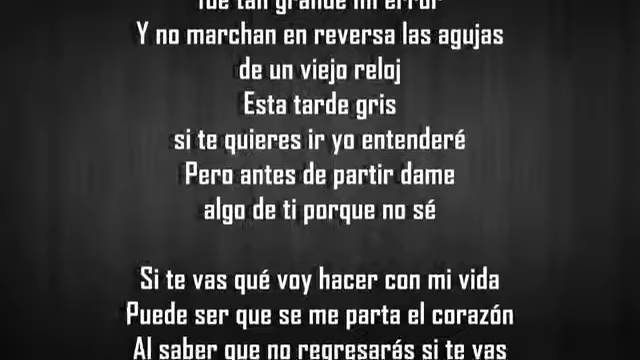 fue tan grande mi error
Y no marchan en reversa las agujas
de un viejo reloj
Esta tarde gris
si te quieres ir yo entenderé
Pero antes de partir dame
algo de ti porque no sé
Si te vas qué voy hacer con mi vida
Puede ser que se me parta el corazón
Al saber que no regresarás si te vas